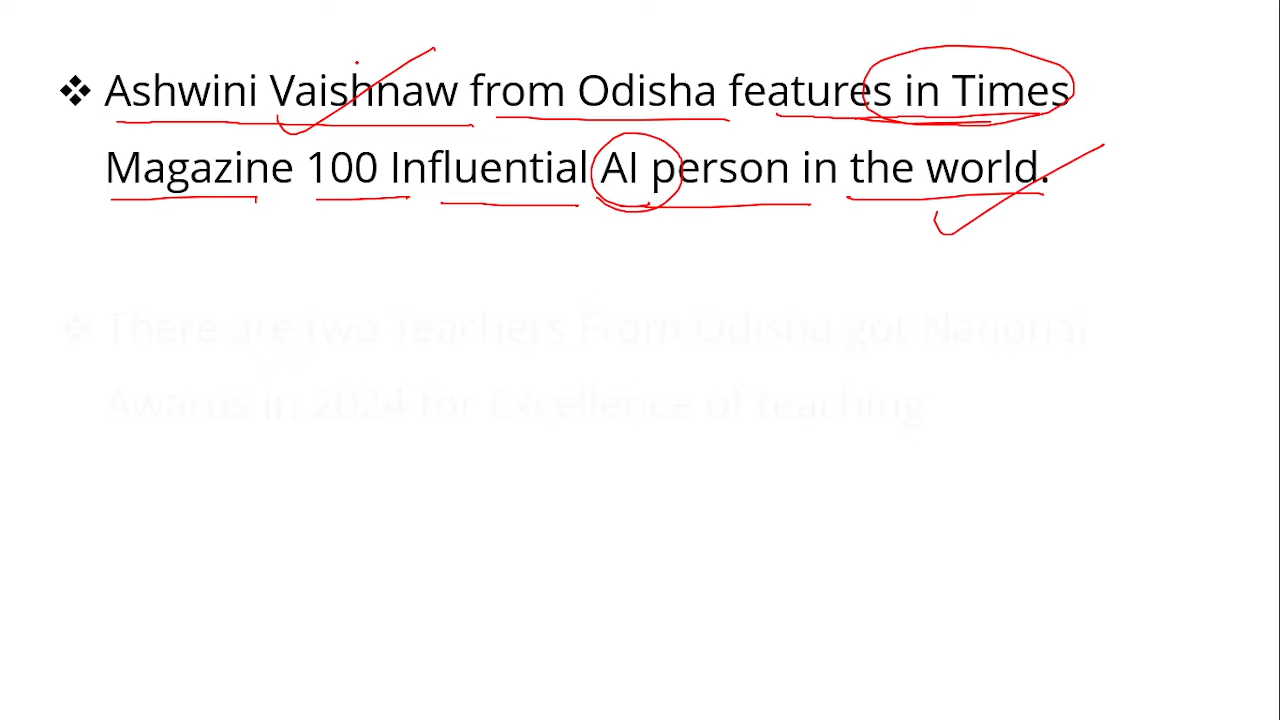 ❖ Ashwini Vaishnaw from Odisha features in Times
Magazine 100 Influential AI person in the world.
❖ There are two Teachers From Odisha got National
Awards in 2024 for Excellence of teaching